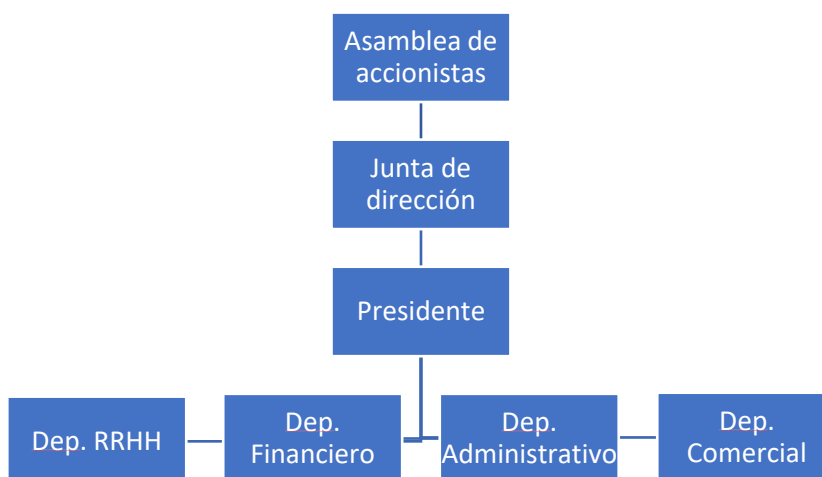 Asamblea de
accionistas
Junta de
dirección
Presidente
Dep. RRHH
Dep.
Financiero
Dep.
Administrativo
Dep.
Comercial